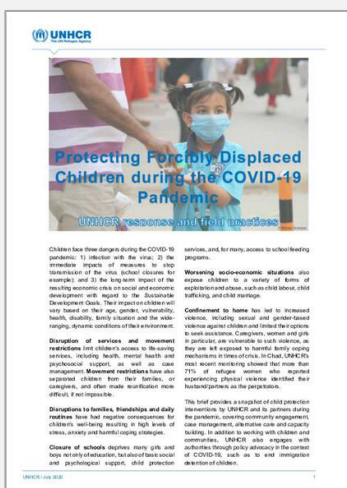 UNHCR
The UN Refugee Agency
Protecting Forcibly Displaced
Children during the COVID-19
Pandemic
UNHCR response and field practices
Children face three dangers during the COVID-19
pandemic: 1) infection with the virus; 2) the
immediate impacts of measures to stop
transmission of the virus (school closures for
example); and 3) the long-term impact of the
resulting economic crisis on social and economic
development with regard to the Sustainable
Development Goals. Their impact on children will
vary based on their age, gender, vulnerability,
health, disability, family situation and the wide-
ranging, dynamic conditions of their environment.
Disruption of services and movement
restrictions limit children's access to life-saving
services, including health, mental health and
psychosocial support, as well as case
management. Movement restrictions have also
separated children from their families, or
caregivers, and often made reunification more
difficult, if not impossible.
Disruptions to families, friendships and daily
routines have had negative consequences for
children's well-being resulting in high levels of
stress, anxiety and harmful coping strategies.
Closure of schools deprives many girls and
boys not only of education, but also of basic social
and psychological support, child protection
services, and, for many, access to school feeding
programs.
Worsening socio-economic situations also
expose children to a variety of forms of
exploitation and abuse, such as child labour, child
trafficking, and child marriage.
Confinement to home has led to increased
violence, including sexual and gender-based
violence against children and limited their options
to seek assistance. Caregivers, women and girls
in particular, are vulnerable to such violence, as
they are left exposed to harmful family coping
mechanisms in times of crisis. In Chad, UNHCR's
most recent monitoring showed that more than
71% of refugee women who reported
experiencing physical violence identified their
husband/partners as the perpetrators.
This brief provides a snapshot of child protection
interventions by UNHCR and its partners during
the pandemic, covering community engagement,
case management, alternative care and capacity
building. In addition to working with children and
communities, UNHCR also engages with
authorities through policy advocacy in the context
of COVID-19, such as to end immigration
detention of children.
UNHCR / July 2020
1